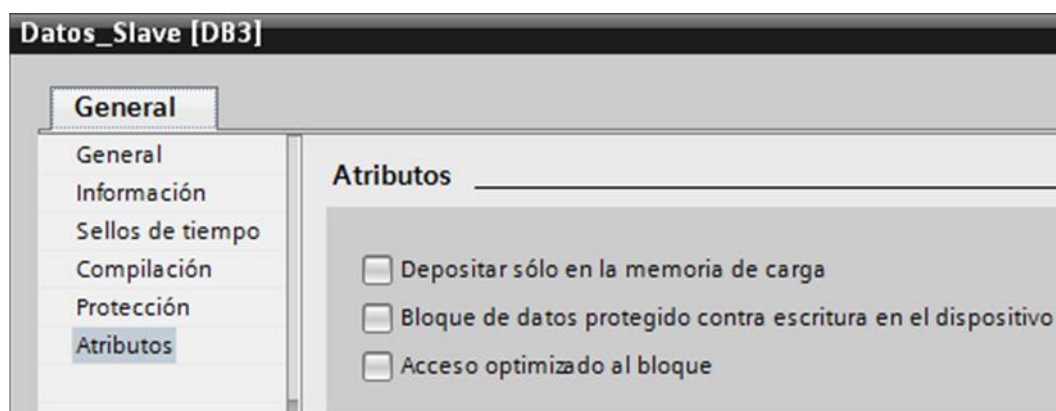 Datos_Slave [DB3]
General
General
Información
Sellos de tiempo
Compilación
Protección
Atributos
Atributos
Depositar sólo en la memoria de carga
Bloque de datos protegido contra escritura en el dispositivo
Acceso optimizado al bloque